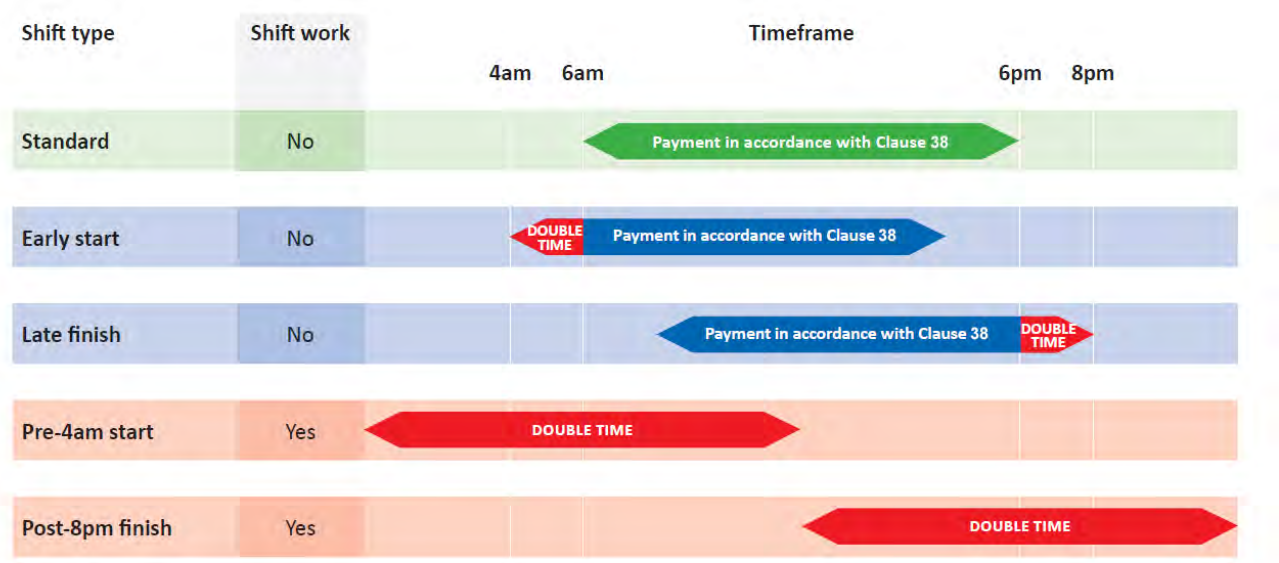 Shift type Shift work Timeframe
4am 6am 6pm 8pm
Standard No Payment in accordance with Clause 38
Early start No DOUBLE TIME Payment in accordance with Clause 38
Late finish No Payment in accordance with Clause 38 DOUBLE TIME
Pre-4am start Yes DOUBLE TIME
Post-8pm finish Yes DOUBLE TIME